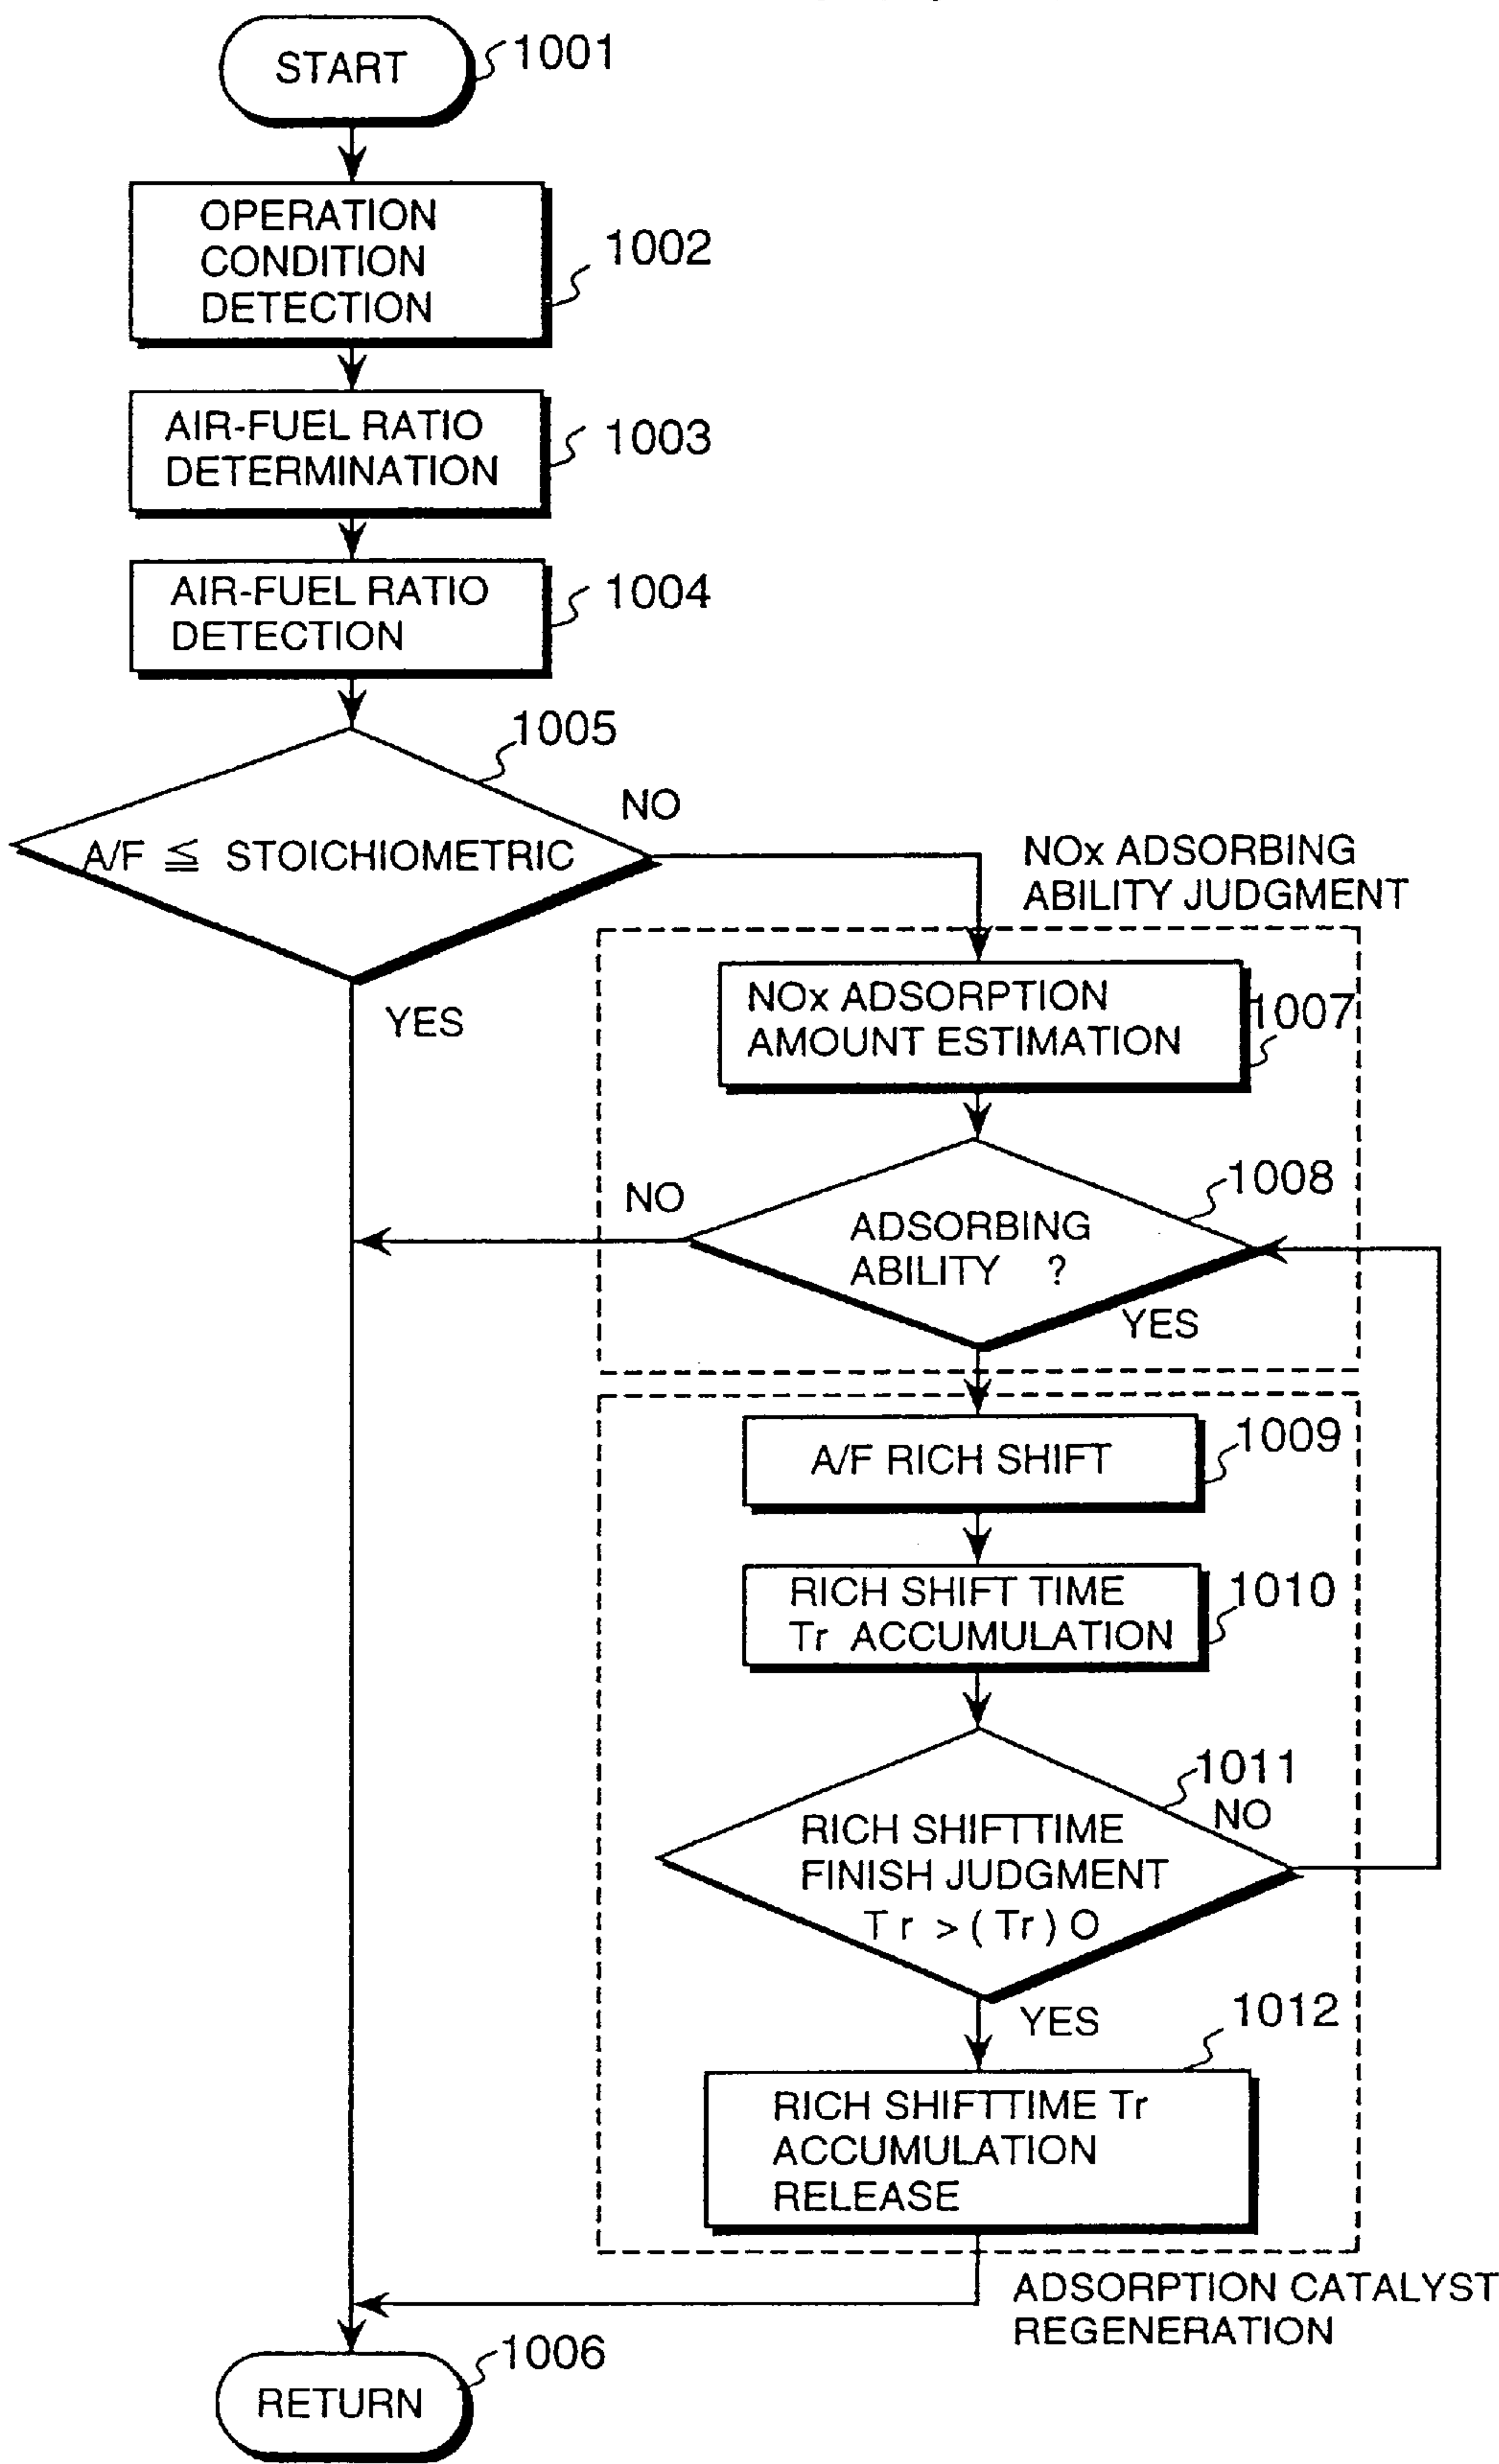 START
1001
OPERATION
CONDITION
DETECTION
1002
AIR-FUEL RATIO
DETERMINATION
1003
AIR-FUEL RATIO
DETECTION
1004
1005
A/F ≦ STOICHIOMETRIC
NO
YES
NOx ADSORBING
ABILITY JUDGMENT
NOx ADSORPTION
AMOUNT ESTIMATION
1007
1008
NO
ADSORBING
ABILITY ?
YES
A/F RICH SHIFT
1009
RICH SHIFT TIME
Tr ACCUMULATION
1010
1011
NO
RICH SHIFTTIME
FINISH JUDGMENT
Tr >(Tr) O
YES
1012
RICH SHIFTTIME Tr
ACCUMULATION
RELEASE
ADSORPTION CATALYST
REGENERATION
RETURN
1006